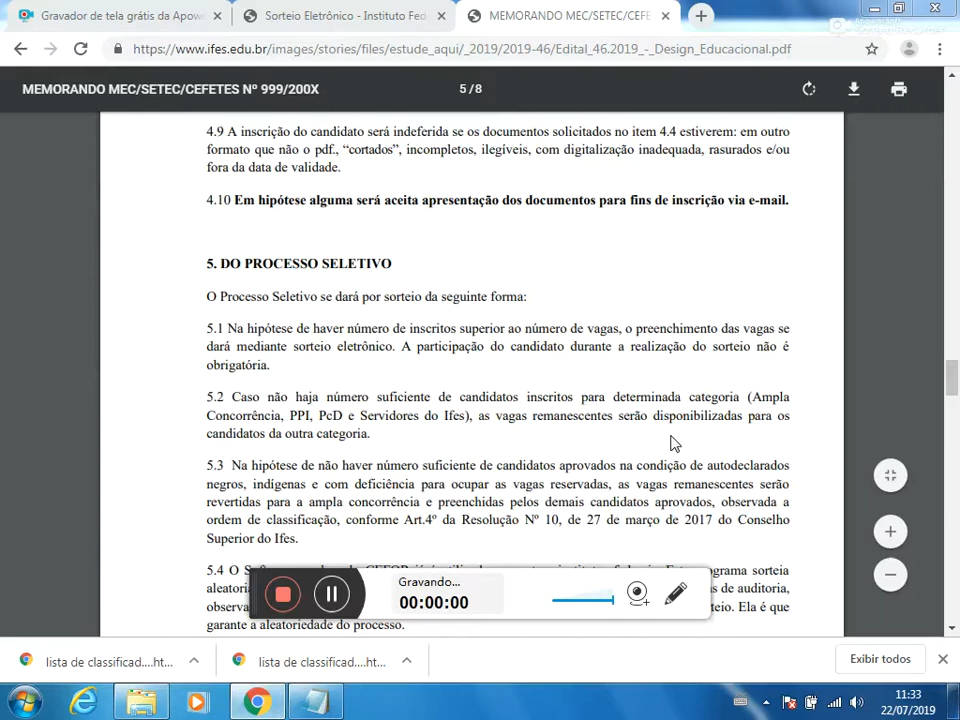 Gravador de tela grátis da Apow
Sorteio Eletrônico - Instituto Fed
MEMORANDO MEC/SETEC/CEFE
https://www.ifes.edu.br/images/stories/files/estude_aqui/_2019/2019-46/Edital_46.2019_-_Design_Educacional.pdf
MEMORANDO MEC/SETEC/CEFETES Nº 999/200X
5 / 8
4.9 A inscrição do candidato será indeferida se os documentos solicitados no item 4.4 estiverem: em outro
formato que não o pdf., “cortados”, incompletos, ilegíveis, com digitalização inadequada, rasurados e/ou
fora da data de validade.
4.10 Em hipótese alguma será aceita apresentação dos documentos para fins de inscrição via e-mail.
5. DO PROCESSO SELETIVO
O Processo Seletivo se dará por sorteio da seguinte forma:
5.1 Na hipótese de haver número de inscritos superior ao número de vagas, o preenchimento das vagas se
dará mediante sorteio eletrônico. A participação do candidato durante a realização do sorteio não é
obrigatória.
5.2 Caso não haja número suficiente de candidatos inscritos para determinada categoria (Ampla
Concorrência, PPI, PcD e Servidores do Ifes), as vagas remanescentes serão disponibilizadas para os
candidatos da outra categoria.
5.3 Na hipótese de não haver número suficiente de candidatos aprovados na condição de autodeclarados
negros, indígenas e com deficiência para ocupar as vagas reservadas, as vagas remanescentes serão
revertidas para a ampla concorrência e preenchidas pelos demais candidatos aprovados, observada a
ordem de classificação, conforme Art.4º da Resolução Nº 10, de 27 de março de 2017 do Conselho
Superior do Ifes.
5.4 O ograma sorteia
aleatoria s de auditoria,
observa teio. Ela é que
garante a aleatoriedade do processo.
Gravando...
00:00:00
lista de classificad....ht...
lista de classificad....ht...
Exibir todos
11:33
22/07/2019